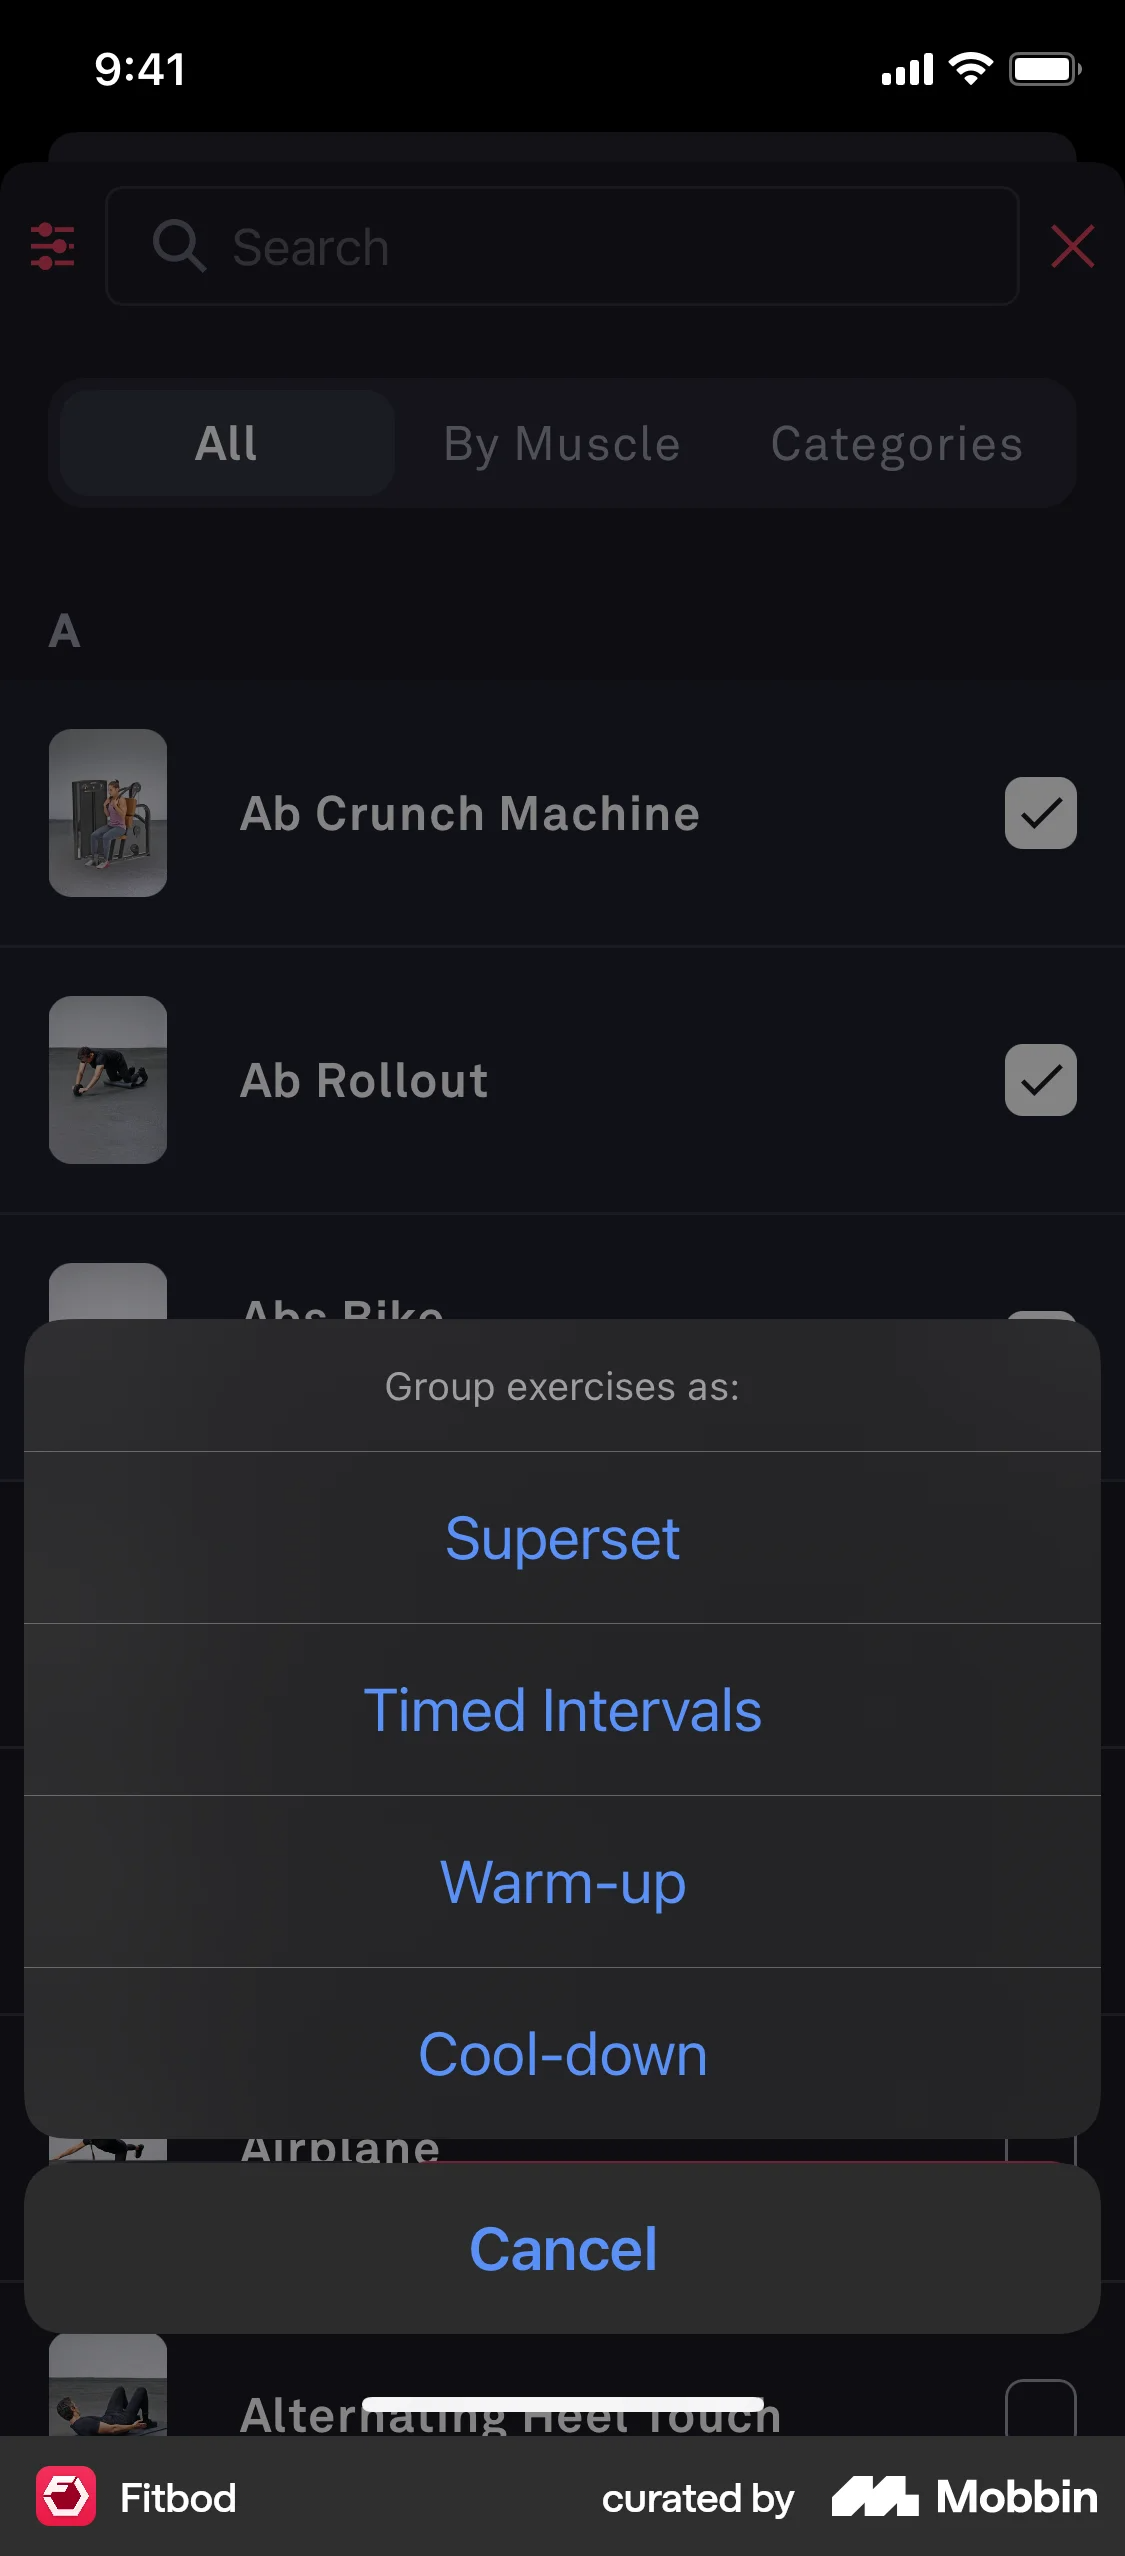 9:41
Search
All By Muscle Categories
A
Ab Crunch Machine
Ab Rollout
Abs Bike
Group exercises as:
Superset
Timed Intervals
Warm-up
Cool-down
Airplane
Cancel
Alternating Heel Touch
Fitbod curated by Mobbin